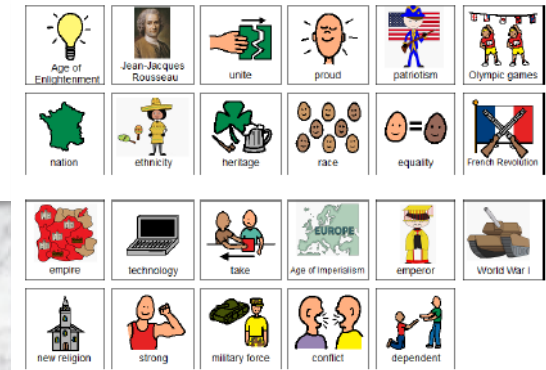 Age of
Enlightenment
Jean-Jacques
Rousseau
unite
proud
patriotism
Olympic games
nation
ethnicity
heritage
race
equality
French Revolution
empire
technology
take
EUROPE
Age of Imperialism
emperor
World War I
new religion
strong
military force
conflict
dependent